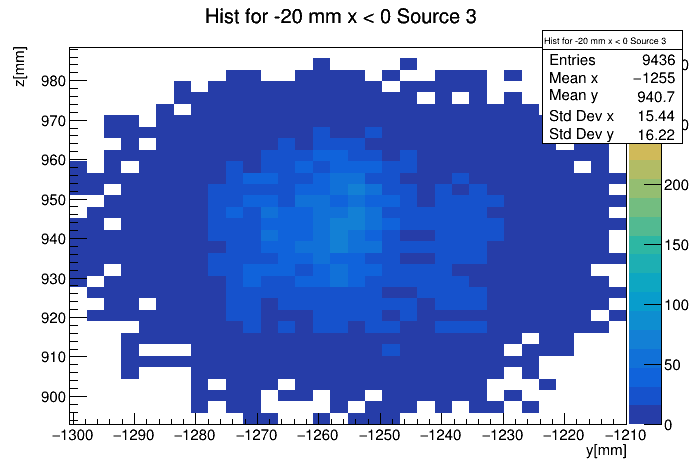 Hist for -20 mm x < 0 Source 3
Hist for -20 mm x < 0 Source 3
Entries 9436
Mean x −1255
Mean y 940.7
Std Dev x 15.44
Std Dev y 16.22
z[mm]
980
970
960
950
940
930
920
910
900
−1300 −1290 −1280 −1270 −1260 −1250 −1240 −1230 −1220 −1210
y[mm]
200
150
100
50
0